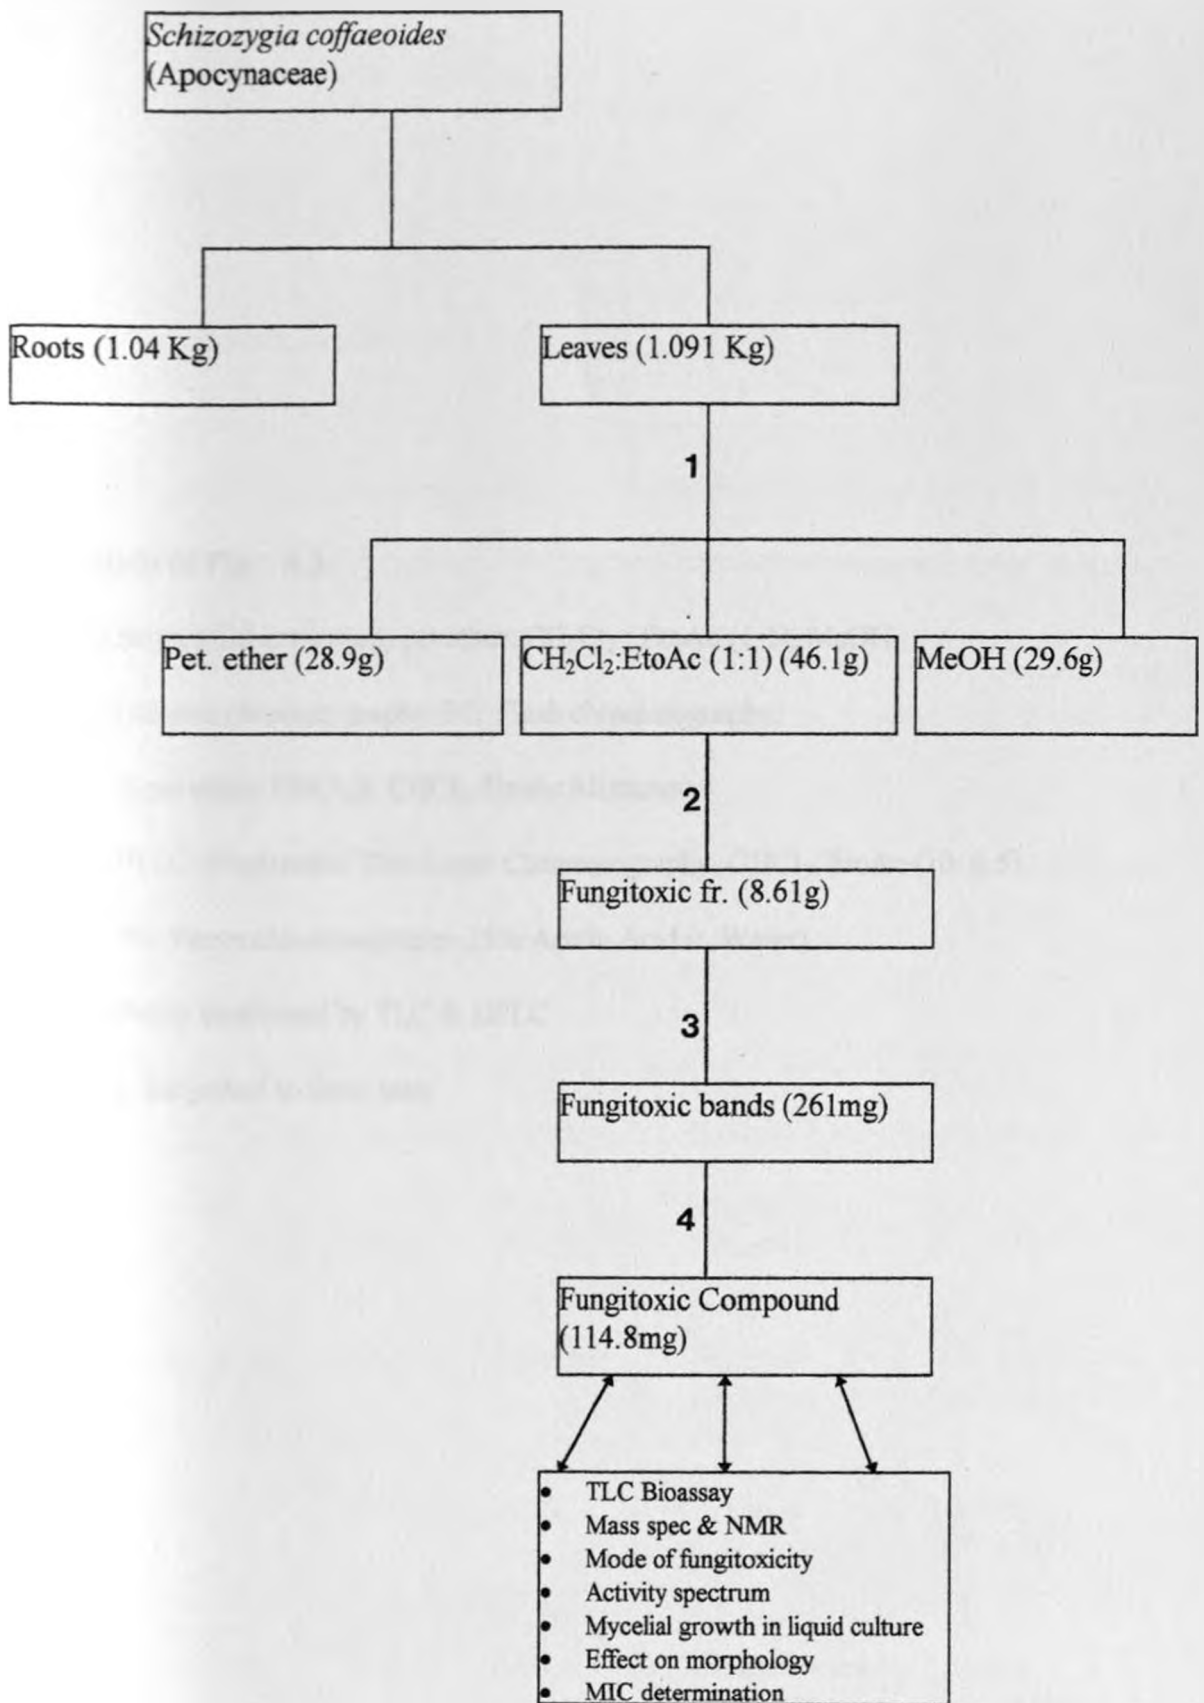 Schizozygia coffaeoides
(Apocynaceae)
Roots (1.04 Kg)
Leaves (1.091 Kg)
1
Pet. ether (28.9g)
CH₂Cl₂:EtoAc (1:1) (46.1g)
MeOH (29.6g)
2
Fungitoxic fr. (8.61g)
3
Fungitoxic bands (261mg)
4
Fungitoxic Compound
(114.8mg)
• TLC Bioassay
• Mass spec & NMR
• Mode of fungitoxicity
• Activity spectrum
• Mycelial growth in liquid culture
• Effect on morphology
• MIC determination